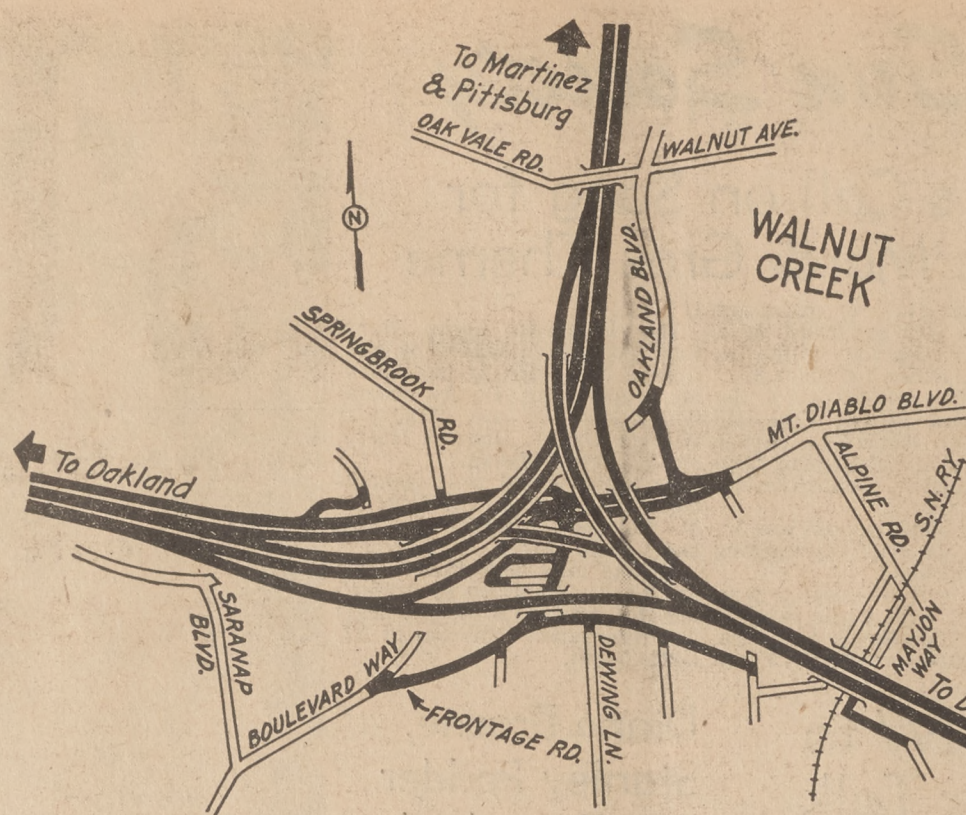 To Martinez
& Pittsburg
OAK VALE RD.
WALNUT AVE.
N
WALNUT
CREEK
OAKLAND BLVD.
SPRINGBROOK
RD.
MT. DIABLO BLVD.
To Oakland
ALPINE RD.
S.N. RY.
SARANAP
BLVD.
BOULEVARD WAY
FRONTAGE RD.
DEWING LN.
MAYJON
WAY
To